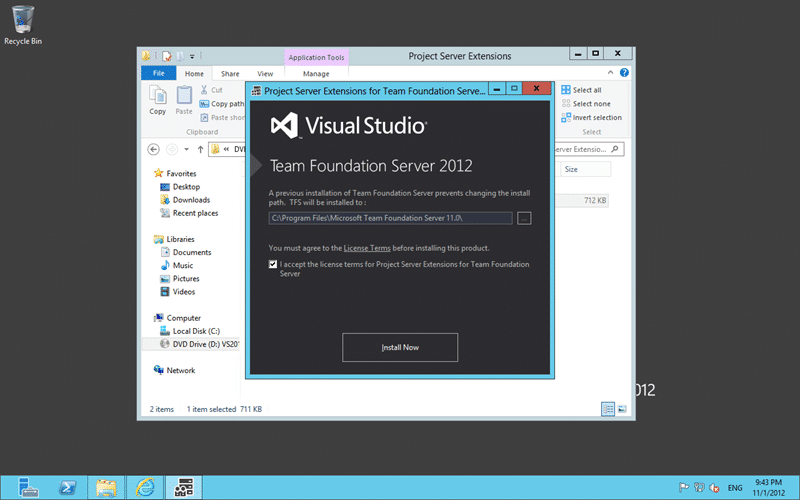 Recycle Bin
Application Tools
Project Server Extensions
File
Home
Share
View
Manage
Copy
Paste
Cut
Copy path
Paste
Clipboard
Select all
Select none
Invert selection
Select
Favorites
Desktop
Downloads
Recent places
Libraries
Documents
Music
Pictures
Videos
Computer
Local Disk (C:)
DVD Drive (D:) VS201
Network
Size
712 KB
2 items
1 item selected 711 KB
Project Server Extensions for Team Foundation Serve...
Visual Studio
Team Foundation Server 2012
A previous installation of Team Foundation Server prevents changing the install
path. TFS will be installed to :
C:\Program Files\Microsoft Team Foundation Server 11.0\
...
You must agree to the License Terms before installing this product.
I accept the license terms for Project Server Extensions for Team Foundation
Server
Install Now
012
ENG
9:43 PM
11/1/2012